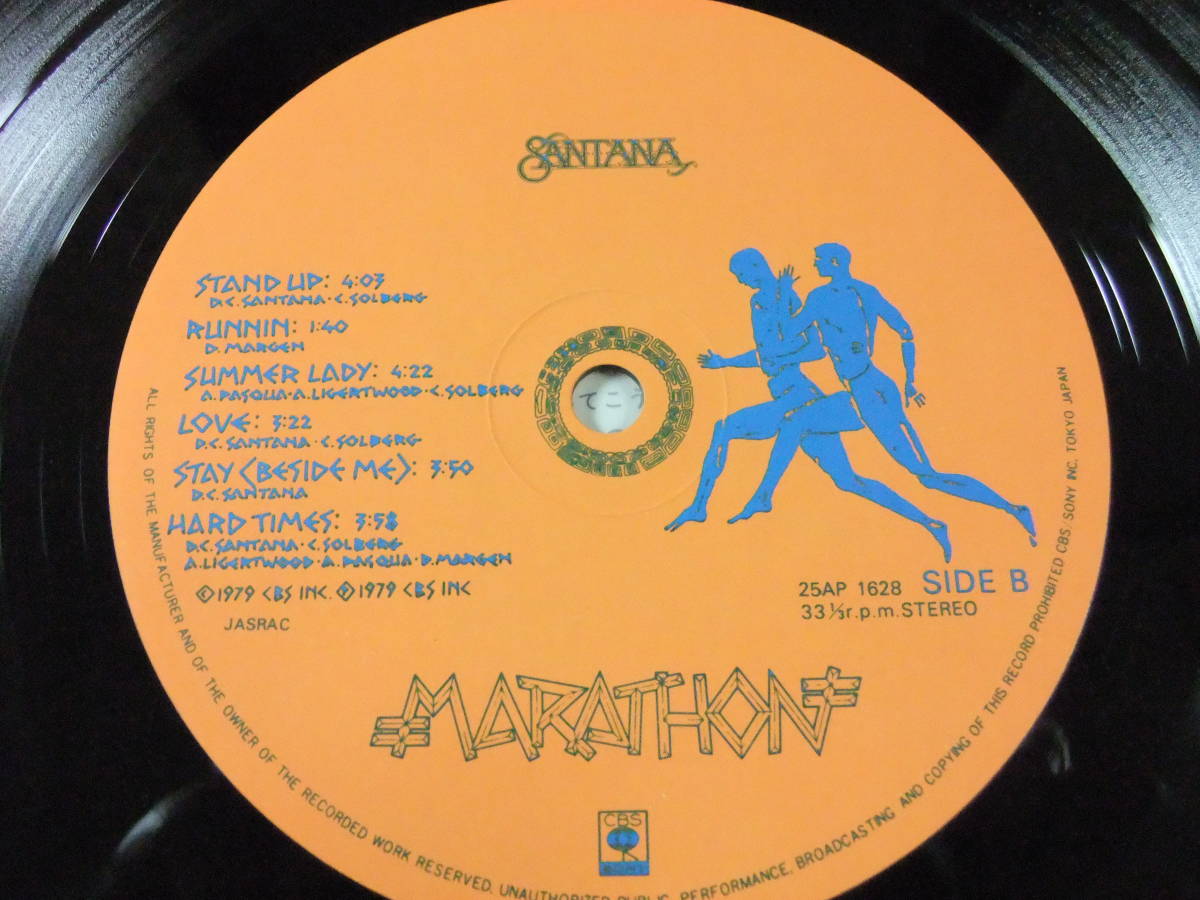 SANTANA
STAND UP: 4:03
D.C. SANTANA · C. SOLBERG
RUNNIN: 1:40
D. MARGEN
SUMMER LADY: 4:22
A. PASQUA · A. LIGERTWOOD · C. SOLBERG
LOVE: 3:22
D.C. SANTANA · C. SOLBERG
STAY (BESIDE ME): 3:50
D.C. SANTANA
HARD TIMES: 3:58
D.C. SANTANA · C. SOLBERG
A. LIGERTWOOD · A. PASQUA · D. MARGEN
©1979 CBS INC. ℗1979 CBS INC
JASRAC
25AP 1628 SIDE B
33⅓r.p.m. STEREO
MARATHON
CBS
SONY
ALL RIGHTS OF THE MANUFACTURER AND OF THE OWNER OF THE RECORDED WORK RESERVED. UNAUTHORIZED PUBLIC PERFORMANCE, BROADCASTING AND COPYING OF THIS RECORD PROHIBITED CBS/SONY INC. TOKYO JAPAN